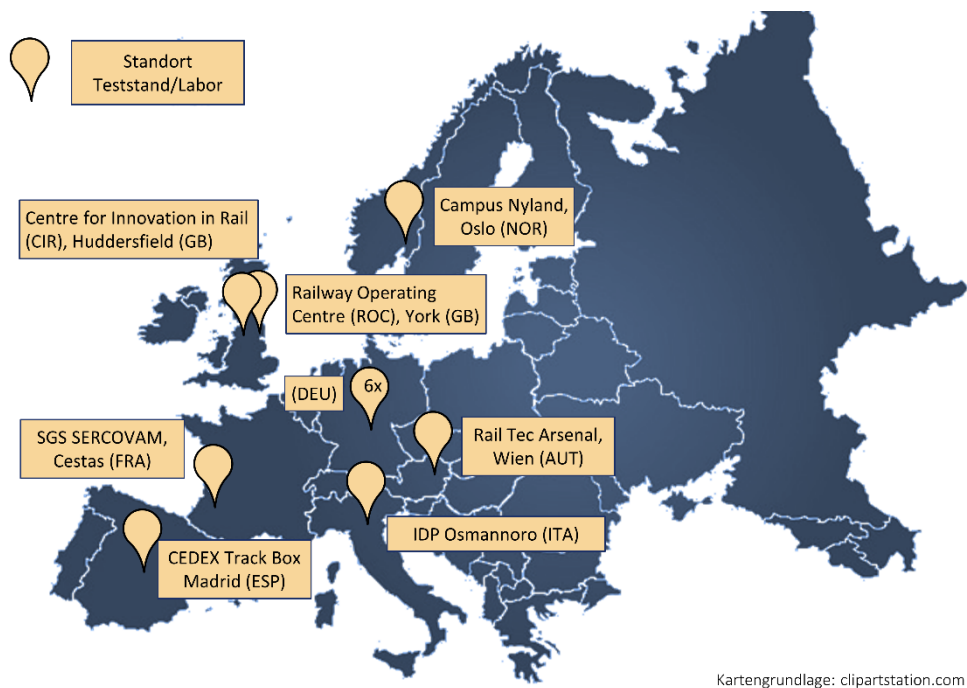 Standort
Teststand/Labor
Campus Nyland,
Oslo (NOR)
Centre for Innovation in Rail
(CIR), Huddersfield (GB)
Railway Operating
Centre (ROC), York (GB)
(DEU)
6x
SGS SERCOVAM,
Cestas (FRA)
Rail Tec Arsenal,
Wien (AUT)
IDP Osmannoro (ITA)
CEDEX Track Box
Madrid (ESP)
Kartengrundlage: clipartstation.com